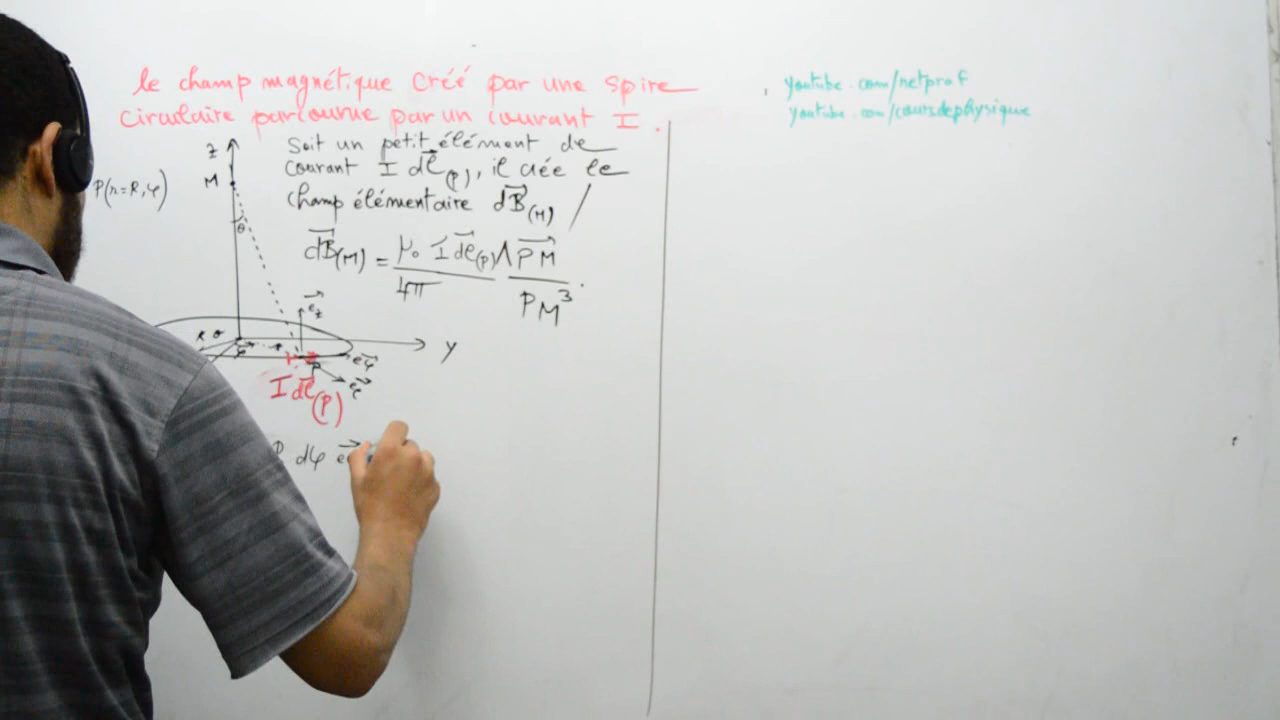 le champ magnétique créé par une spire
circulaire parcourue par un courant I.
youtube.com/netprof
youtube.com/coursdephysique
Soit un petit élément de
courant I dl⃗(P), il crée le
champ élémentaire dB⃗(M) /
dB⃗(M) = μ₀/4π I dl⃗(P) Λ PM⃗ / PM³.
z
M
P(r=R,φ)
θ
e⃗z
R O
y
φ
P
e⃗φ
e⃗r
I dl⃗(P)
dφ